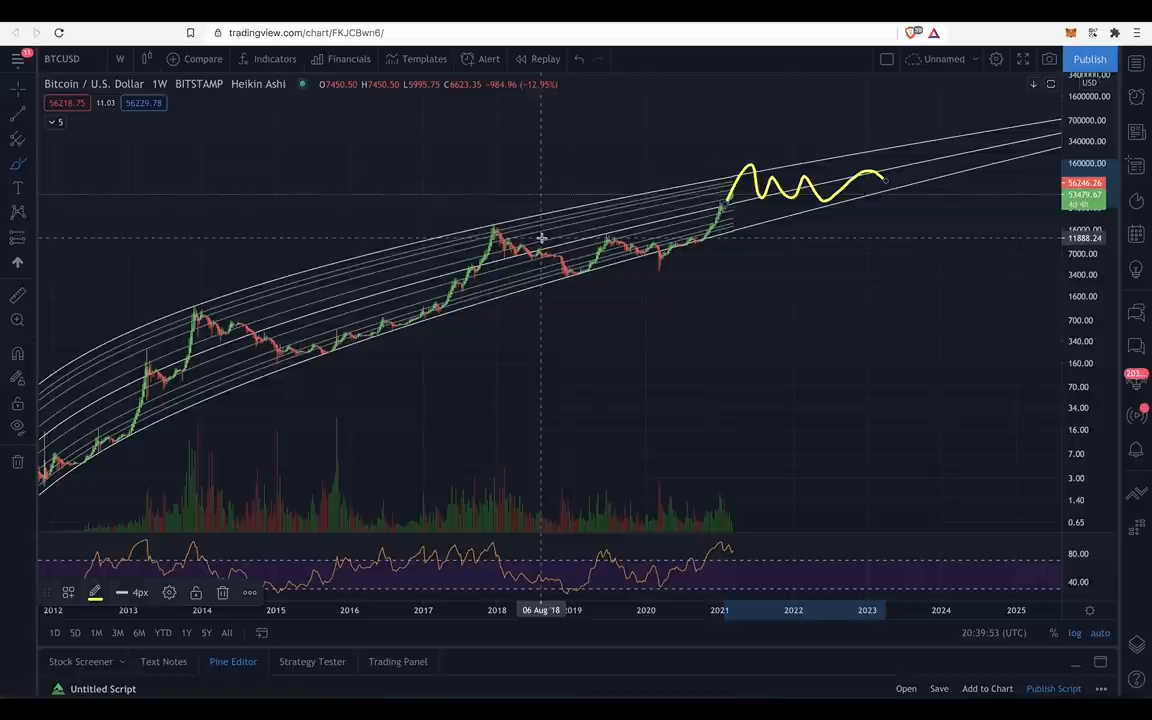 tradingview.com/chart/FKJCBwn6/
11 BTCUSD W Compare Indicators Financials Templates Alert Replay Unnamed Publish
Bitcoin / U.S. Dollar 1W BITSTAMP Heikin Ashi O7450.50 H7450.50 L5995.75 C6623.35 -984.96 (-12.95%)
USD
56218.75 11.03 56229.78
5
1600000.00
700000.00
340000.00
160000.00
56246.26
53479.67
4d 4h
11888.24
7000.00
3400.00
1600.00
700.00
340.00
160.00
70.00
34.00
16.00
7.00
3.00
1.40
0.65
80.00
40.00
4px
2012 2013 2014 2015 2016 2017 2018 06 Aug '18 2019 2020 2021 2022 2023 2024 2025
1D 5D 1M 3M 6M YTD 1Y 5Y All 20:39:53 (UTC) % log auto
Stock Screener Text Notes Pine Editor Strategy Tester Trading Panel
Untitled Script Open Save Add to Chart Publish Script